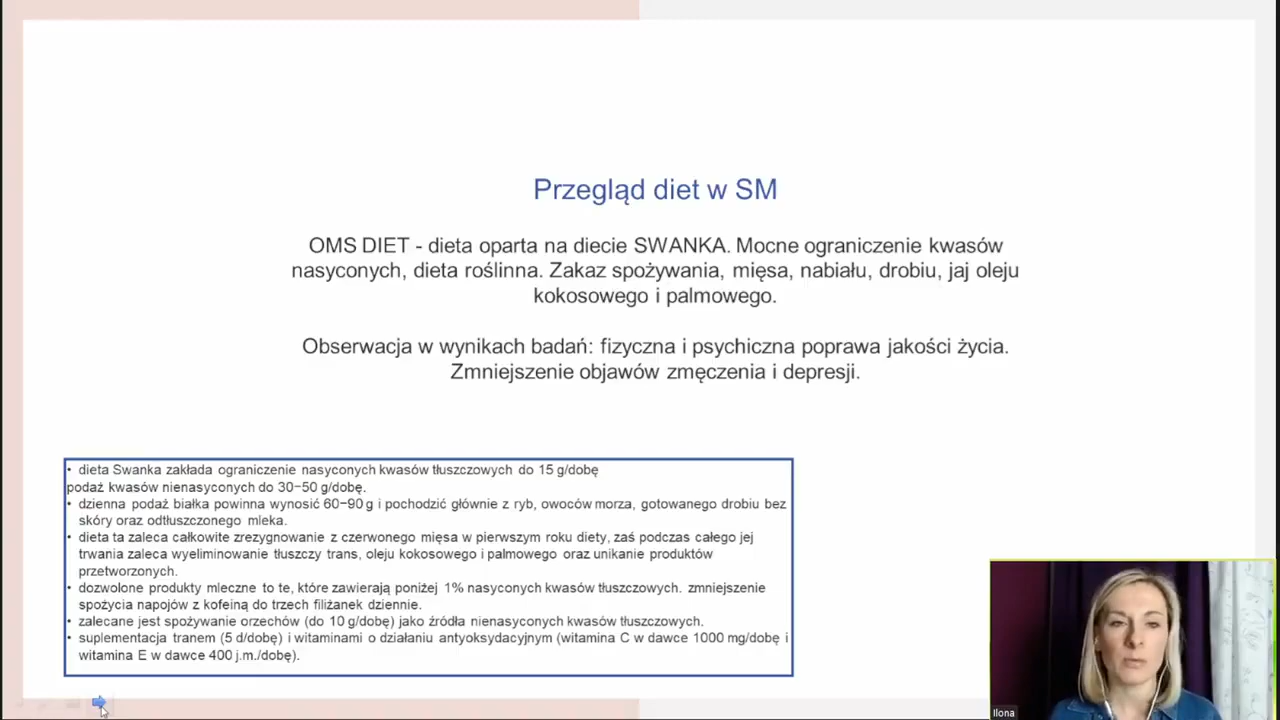 Przegląd diet w SM
OMS DIET - dieta oparta na diecie SWANKA. Mocne ograniczenie kwasów
nasyconych, dieta roślinna. Zakaz spożywania, mięsa, nabiału, drobiu, jaj oleju
kokosowego i palmowego.
Obserwacja w wynikach badań: fizyczna i psychiczna poprawa jakości życia.
Zmniejszenie objawów zmęczenia i depresji.
• dieta Swanka zakłada ograniczenie nasyconych kwasów tłuszczowych do 15 g/dobę
podaż kwasów nienasyconych do 30−50 g/dobę.
• dzienna podaż białka powinna wynosić 60−90 g i pochodzić głównie z ryb, owoców morza, gotowanego drobiu bez
skóry oraz odtłuszczonego mleka.
• dieta ta zaleca całkowite zrezygnowanie z czerwonego mięsa w pierwszym roku diety, zaś podczas całego jej
trwania zaleca wyeliminowanie tłuszczy trans, oleju kokosowego i palmowego oraz unikanie produktów
przetworzonych.
• dozwolone produkty mleczne to te, które zawierają poniżej 1% nasyconych kwasów tłuszczowych. zmniejszenie
spożycia napojów z kofeiną do trzech filiżanek dziennie.
• zalecane jest spożywanie orzechów (do 10 g/dobę) jako źródła nienasyconych kwasów tłuszczowych.
• suplementacja tranem (5 d/dobę) i witaminami o działaniu antyoksydacyjnym (witamina C w dawce 1000 mg/dobę i
witamina E w dawce 400 j.m./dobę).
Ilona